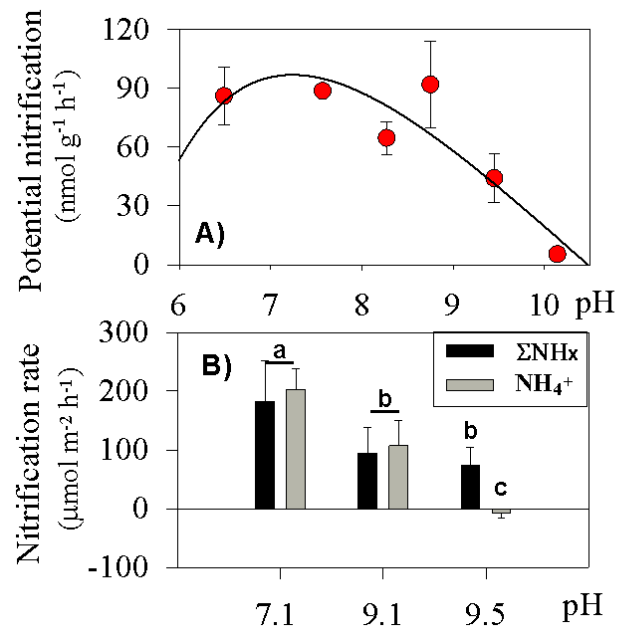 Potential nitrification
(nmol g⁻¹ h⁻¹)
120
90
60
30
0
A)
6 7 8 9 10 pH
Nitrification rate
(μmol m⁻² h⁻¹)
300
200
100
0
-100
B)
a
b
b
c
ΣNHx
NH₄⁺
7.1 9.1 9.5
pH